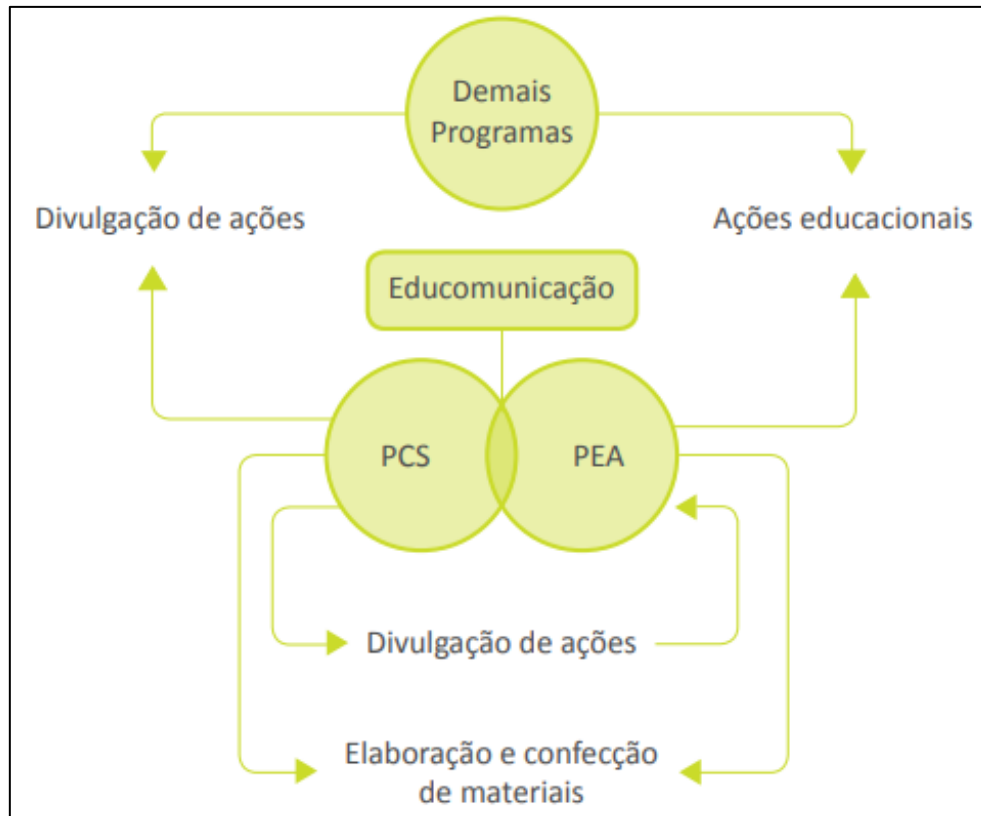 Demais
Programas
Divulgação de ações
Ações educacionais
Educomunicação
PCS
PEA
Divulgação de ações
Elaboração e confecção
de materiais